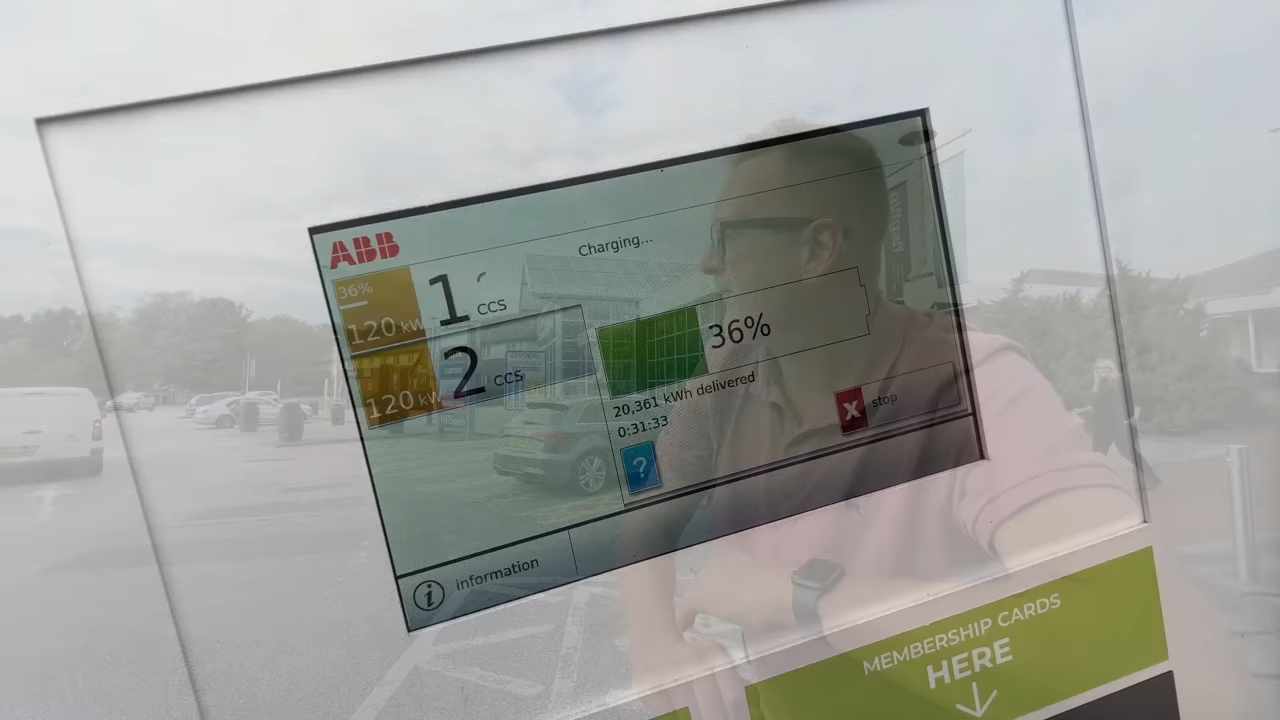 ABB
Charging...
36%
120 kW
1 CCS
120 kW
2 CCS
36%
20,361 kWh delivered
0:31:33
X stop
?
i information
MEMBERSHIP CARDS
HERE